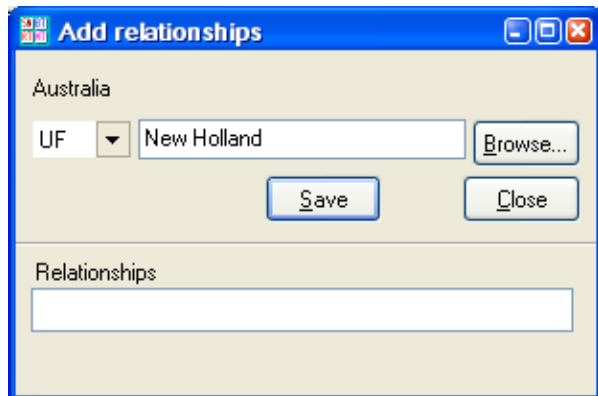 Add relationships
Australia
UF New Holland Browse...
Save Close
Relationships